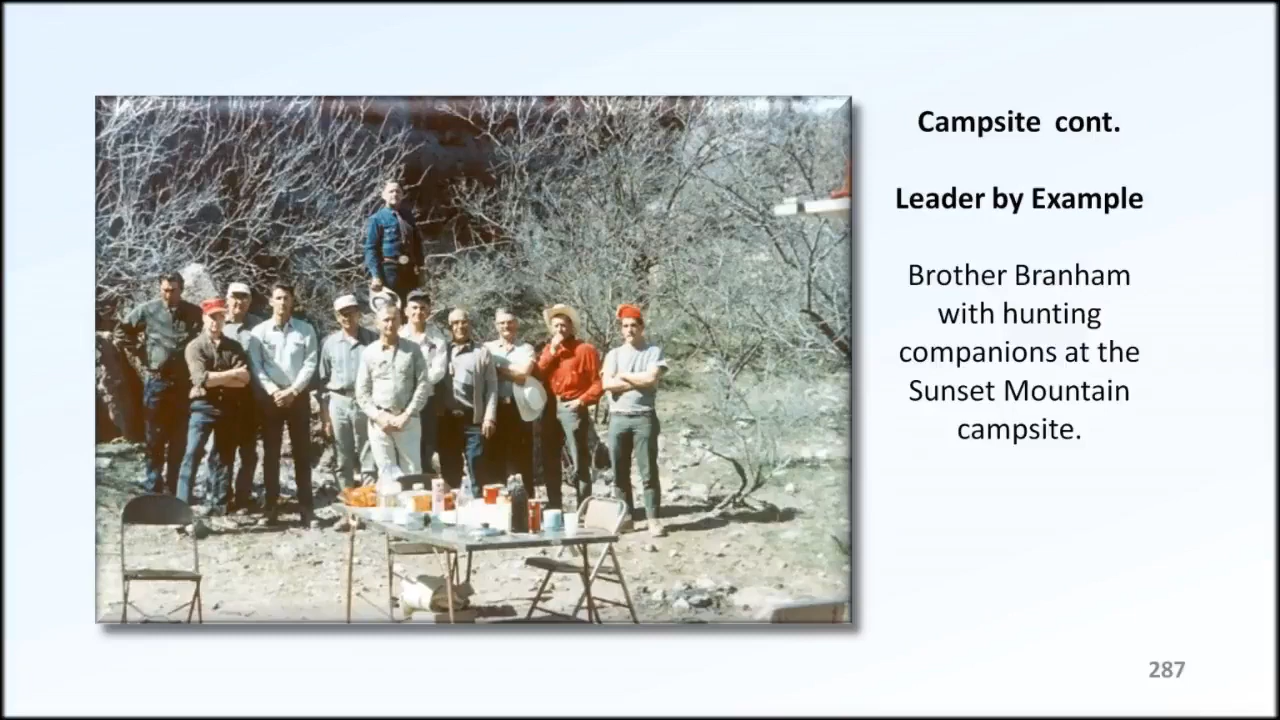 Campsite cont.
Leader by Example
Brother Branham
with hunting
companions at the
Sunset Mountain
campsite.
287